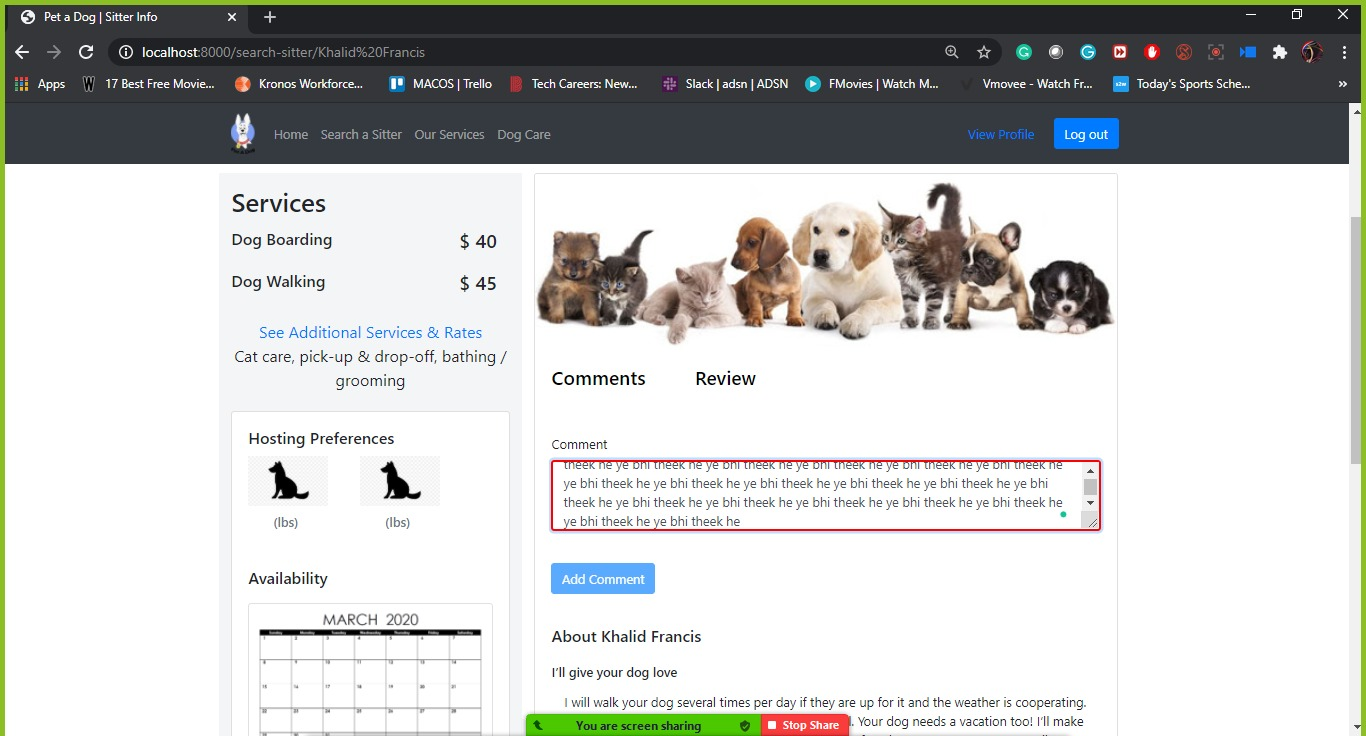 Pet a Dog | Sitter Info
localhost:8000/search-sitter/Khalid%20Francis
Apps
17 Best Free Movie...
Kronos Workforce...
MACOS | Trello
Tech Careers: New...
Slack | adsn | ADSN
FMovies | Watch M...
Vmovee - Watch Fr...
Today's Sports Sche...
Home
Search a Sitter
Our Services
Dog Care
View Profile
Log out
Services
Dog Boarding $ 40
Dog Walking $ 45
See Additional Services & Rates
Cat care, pick-up & drop-off, bathing /
grooming
Hosting Preferences
(lbs) (lbs)
Availability
MARCH 2020
Comments
Review
Comment
theek he ye bhi theek he ye bhi theek he ye bhi theek he ye bhi theek he ye bhi theek he
ye bhi theek he ye bhi theek he ye bhi theek he ye bhi theek he ye bhi theek he ye bhi
theek he ye bhi theek he ye bhi theek he ye bhi theek he ye bhi theek he ye bhi theek he
ye bhi theek he ye bhi theek he
Add Comment
About Khalid Francis
I'll give your dog love
I will walk your dog several times per day if they are up for it and the weather is cooperating.
Your dog needs a vacation too! I'll make
You are screen sharing
Stop Share